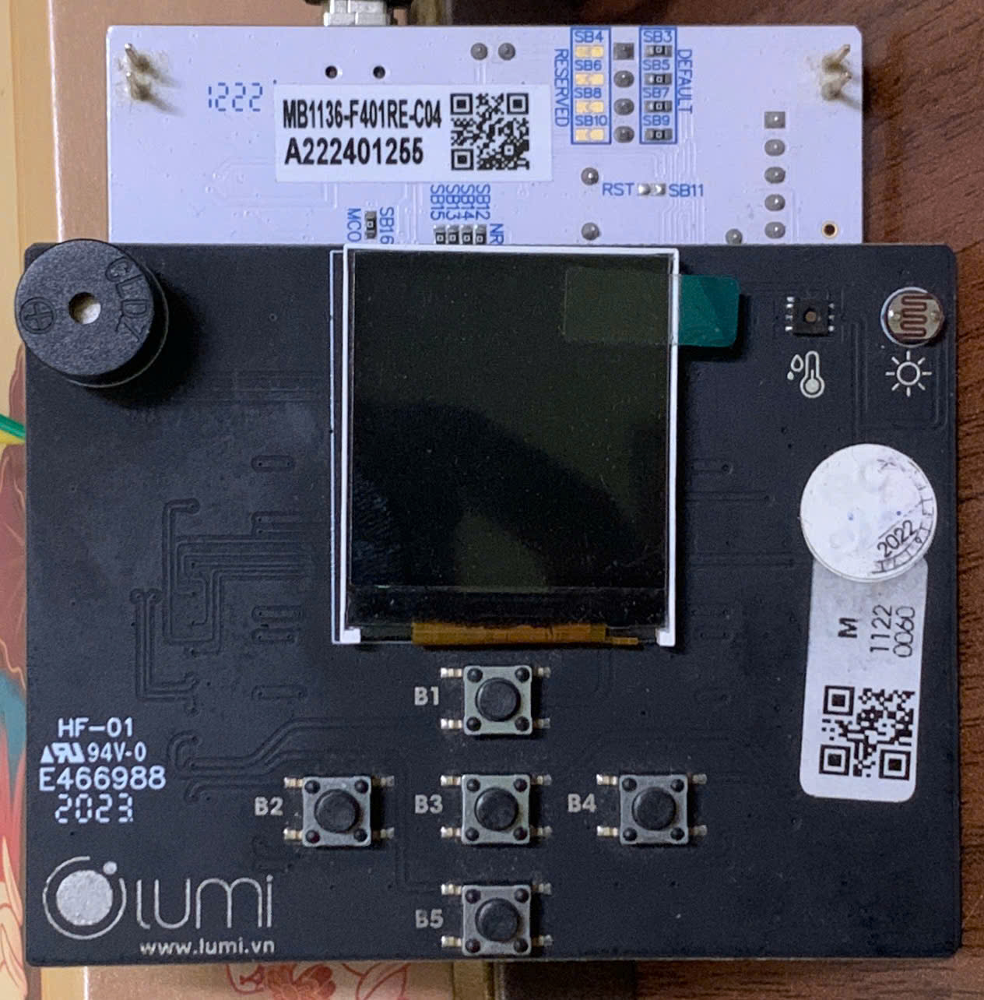 SB4
SB3
SB6
SB5
SB8
SB7
SB10
SB9
RESERVED
DEFAULT
1222
MB1136-F401RE-C04
A222401255
RST
SB11
SB15
SB13
SB14
SB12
MCO
SB16
NR
2022
M
1122
0060
B1
B2
B3
B4
B5
HF-01
94V-0
E466988
2023
lumi
www.lumi.vn